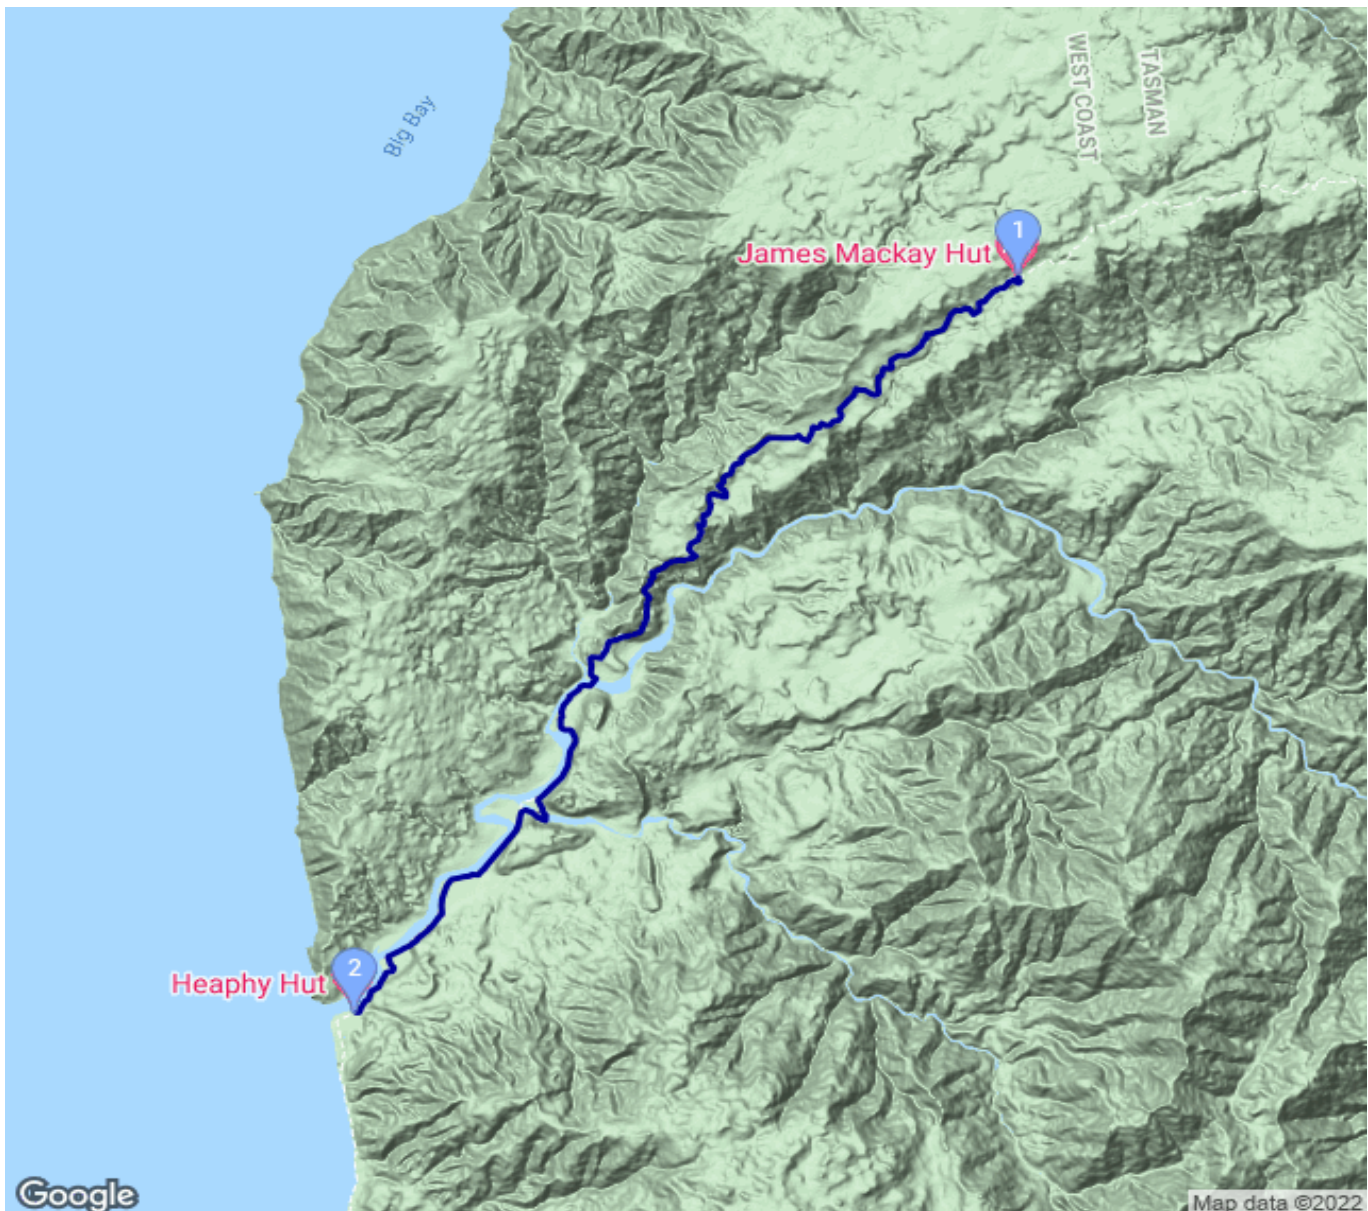 Big Bay
WEST COAST
TASMAN
1
James Mackay Hut
2
Heaphy Hut
Google
Map data ©2022